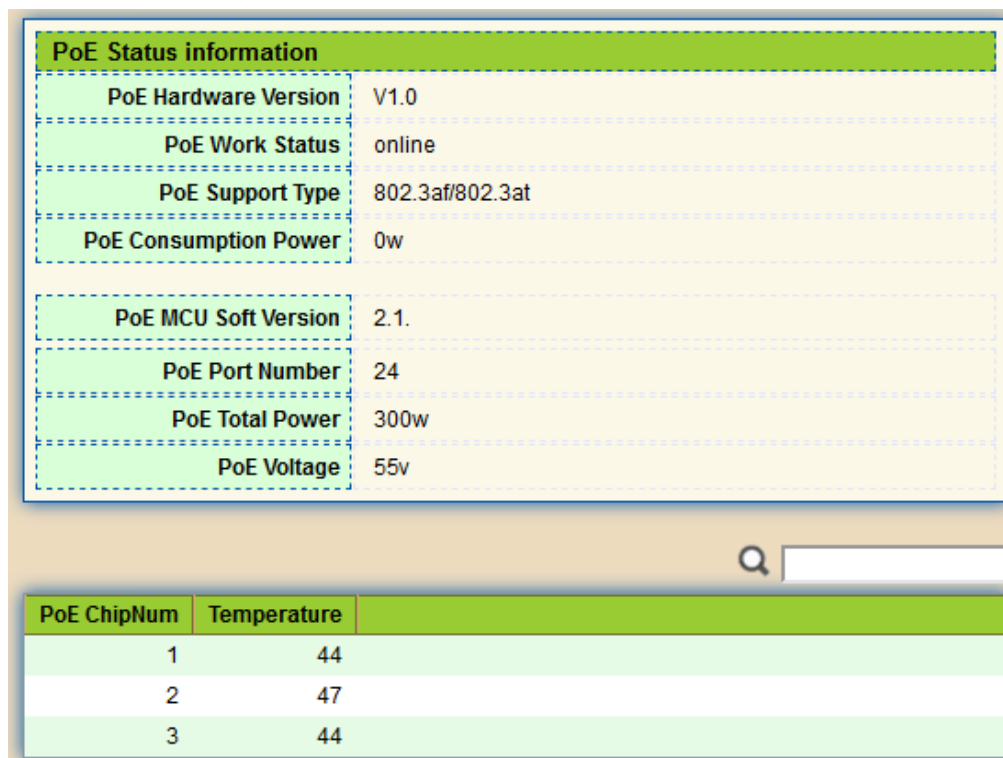 PoE Status information
PoE Hardware Version V1.0
PoE Work Status online
PoE Support Type 802.3af/802.3at
PoE Consumption Power 0w
PoE MCU Soft Version 2.1.
PoE Port Number 24
PoE Total Power 300w
PoE Voltage 55v
PoE ChipNum Temperature
1 44
2 47
3 44